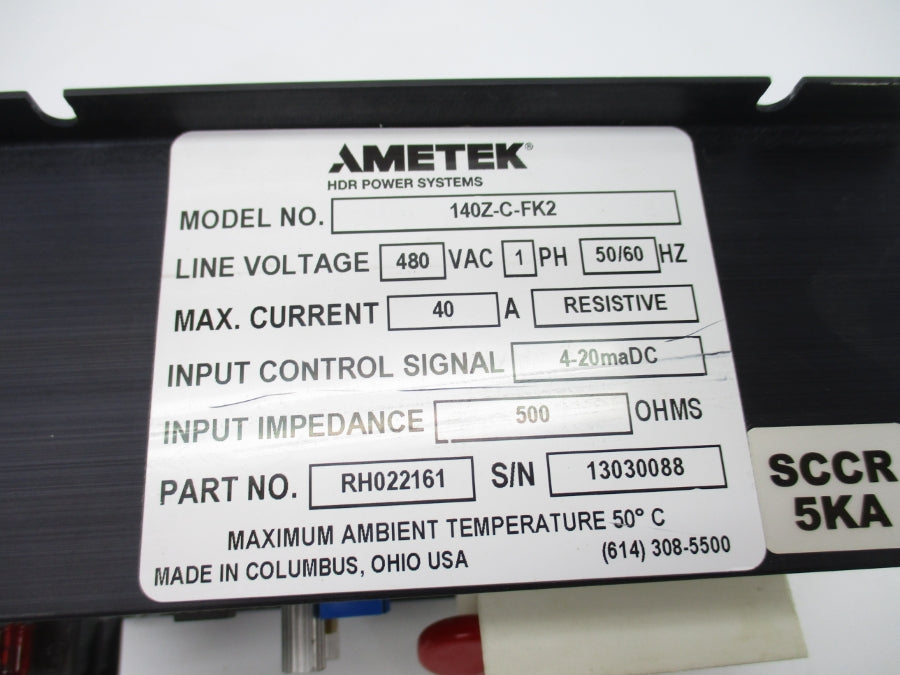 AMETEK®
HDR POWER SYSTEMS
MODEL NO. 140Z-C-FK2
LINE VOLTAGE 480 VAC 1 PH 50/60 HZ
MAX. CURRENT 40 A RESISTIVE
INPUT CONTROL SIGNAL 4-20maDC
INPUT IMPEDANCE 500 OHMS
PART NO. RH022161 S/N 13030088
MAXIMUM AMBIENT TEMPERATURE 50° C
MADE IN COLUMBUS, OHIO USA (614) 308-5500
SCCR
5KA